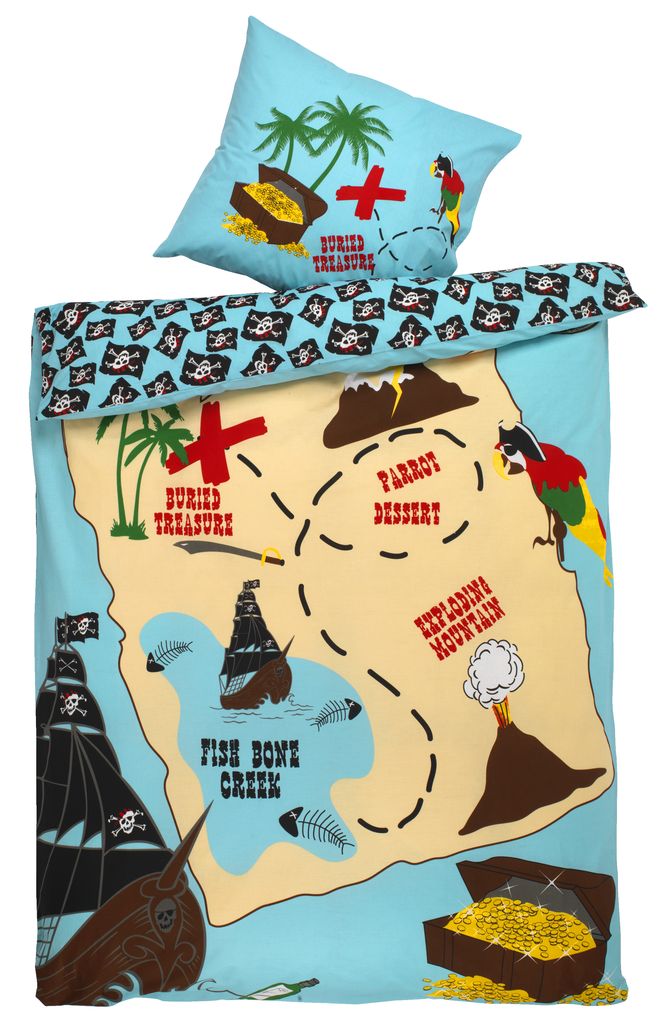 BURIED
TREASURE
BURIED
TREASURE
PARROT
DESSERT
EXPLODING
MOUNTAIN
FISH BONE
CREEK